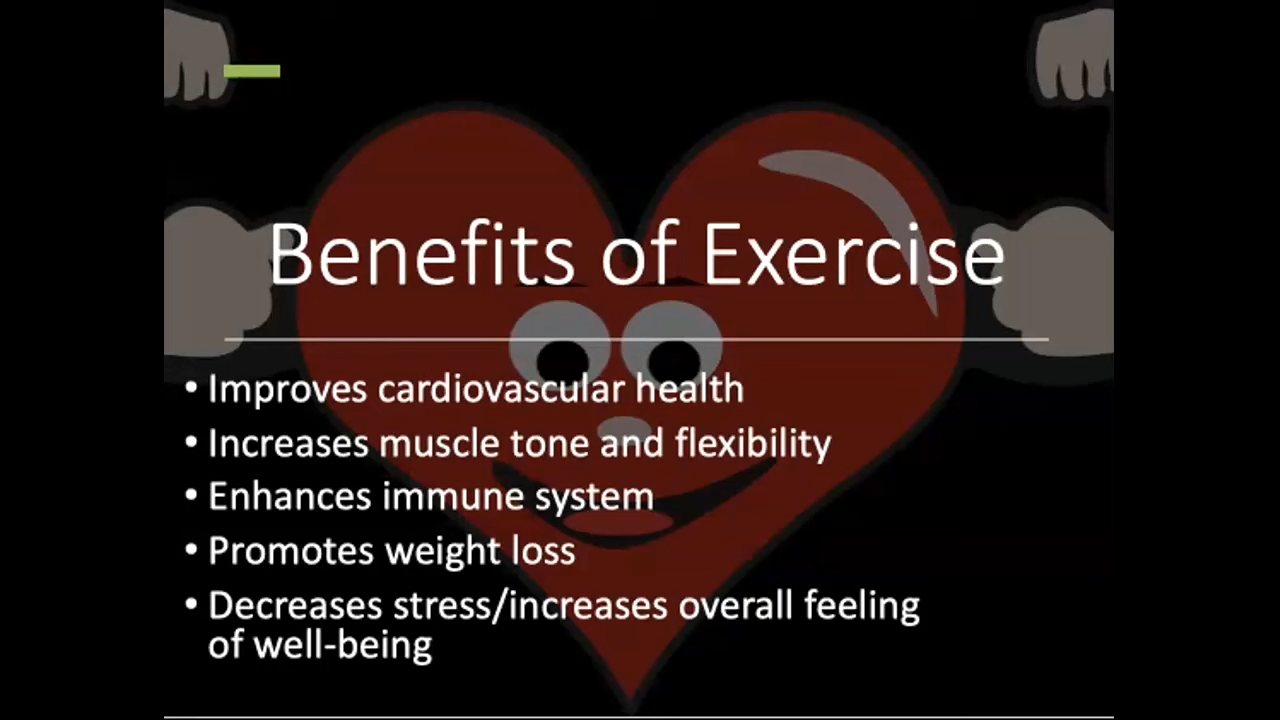 Benefits of Exercise
• Improves cardiovascular health
• Increases muscle tone and flexibility
• Enhances immune system
• Promotes weight loss
• Decreases stress/increases overall feeling
of well-being